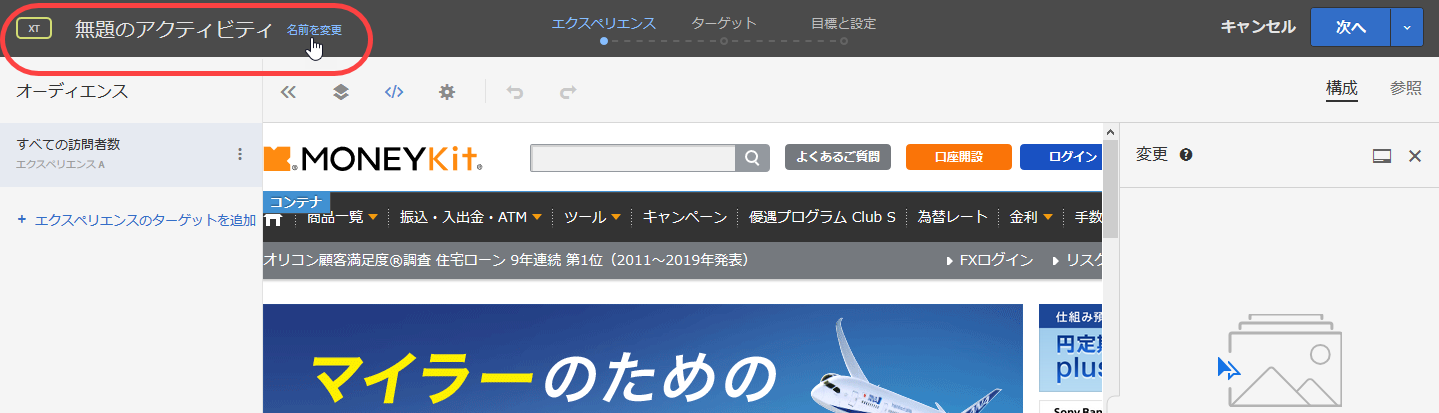 XT 無題のアクティビティ 名前を変更 エクスペリエンス ターゲット 目標と設定 キャンセル 次へ
オーディエンス </> 構成 参照
すべての訪問者数
エクスペリエンス A
+ エクスペリエンスのターゲットを追加
MONEYKit よくあるご質問 口座開設 ログイン
コンテナ
商品一覧 振込・入出金・ATM ツール キャンペーン 優遇プログラム Club S 為替レート 金利 手数
オリコン顧客満足度®調査 住宅ローン 9年連続 第1位（2011～2019年発表） FXログイン リスク
マイラーのための
仕組み預
円定期
plus
Sony Ban
変更 ?